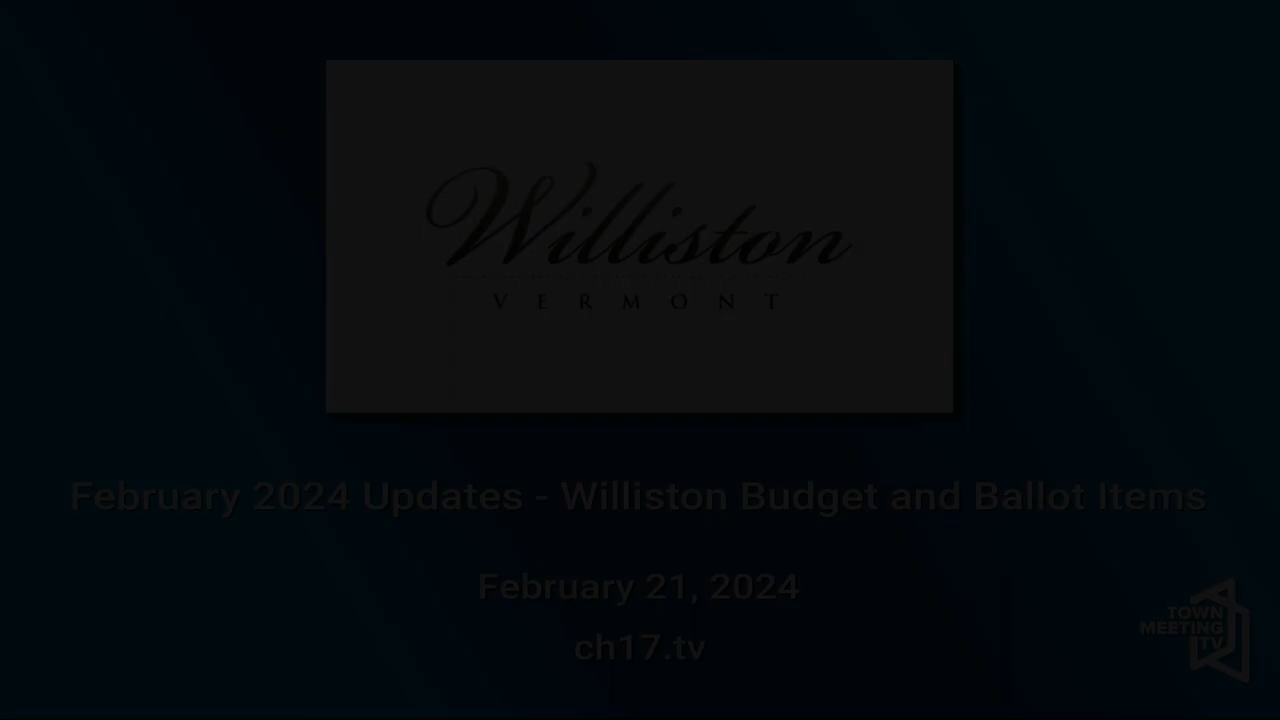 Williston
VERMONT
February 2024 Updates - Williston Budget and Ballot Items
February 21, 2024
ch17.tv
TOWN
MEETING
TV